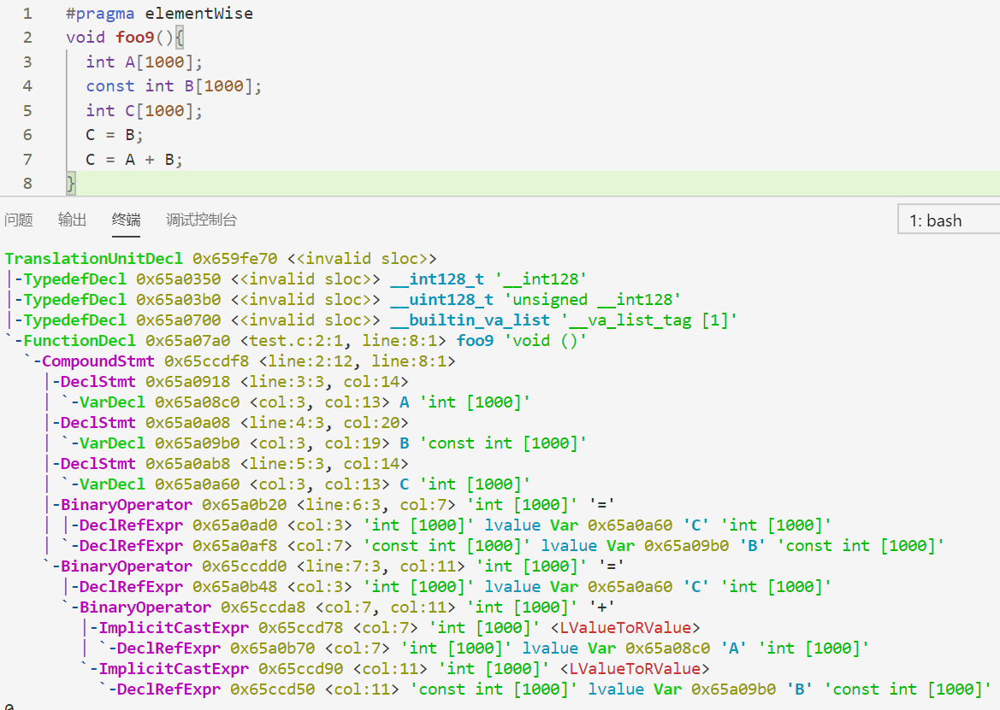 1 #pragma elementWise
2 void foo9(){
3 int A[1000];
4 const int B[1000];
5 int C[1000];
6 C = B;
7 C = A + B;
8 }
问题 输出 终端 调试控制台 1: bash
TranslationUnitDecl 0x659fe70 <<invalid sloc>>
|-TypedefDecl 0x65a0350 <<invalid sloc>> __int128_t '__int128'
|-TypedefDecl 0x65a03b0 <<invalid sloc>> __uint128_t 'unsigned __int128'
|-TypedefDecl 0x65a0700 <<invalid sloc>> __builtin_va_list '__va_list_tag [1]'
`-FunctionDecl 0x65a07a0 <test.c:2:1, line:8:1> foo9 'void ()'
  `-CompoundStmt 0x65ccdf8 <line:2:12, line:8:1>
    |-DeclStmt 0x65a0918 <line:3:3, col:14>
    | `-VarDecl 0x65a08c0 <col:3, col:13> A 'int [1000]'
    |-DeclStmt 0x65a0a08 <line:4:3, col:20>
    | `-VarDecl 0x65a09b0 <col:3, col:19> B 'const int [1000]'
    |-DeclStmt 0x65a0ab8 <line:5:3, col:14>
    | `-VarDecl 0x65a0a60 <col:3, col:13> C 'int [1000]'
    |-BinaryOperator 0x65a0b20 <line:6:3, col:7> 'int [1000]' '='
    | |-DeclRefExpr 0x65a0ad0 <col:3> 'int [1000]' lvalue Var 0x65a0a60 'C' 'int [1000]'
    | `-DeclRefExpr 0x65a0af8 <col:7> 'const int [1000]' lvalue Var 0x65a09b0 'B' 'const int [1000]'
    `-BinaryOperator 0x65ccdd0 <line:7:3, col:11> 'int [1000]' '='
      |-DeclRefExpr 0x65a0b48 <col:3> 'int [1000]' lvalue Var 0x65a0a60 'C' 'int [1000]'
      `-BinaryOperator 0x65ccda8 <col:7, col:11> 'int [1000]' '+'
        |-ImplicitCastExpr 0x65ccd78 <col:7> 'int [1000]' <LValueToRValue>
        | `-DeclRefExpr 0x65a0b70 <col:7> 'int [1000]' lvalue Var 0x65a08c0 'A' 'int [1000]'
        `-ImplicitCastExpr 0x65ccd90 <col:11> 'int [1000]' <LValueToRValue>
          `-DeclRefExpr 0x65ccd50 <col:11> 'const int [1000]' lvalue Var 0x65a09b0 'B' 'const int [1000]'